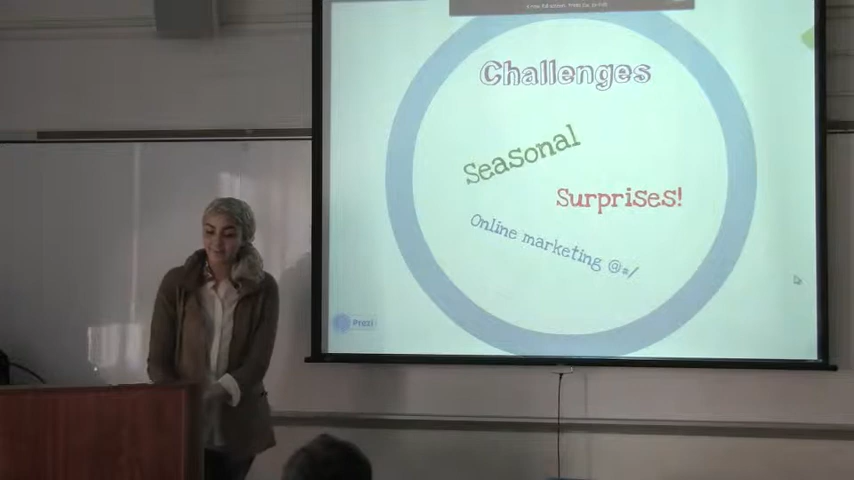 Challenges
Seasonal
Surprises!
Online marketing @*/
Prezi